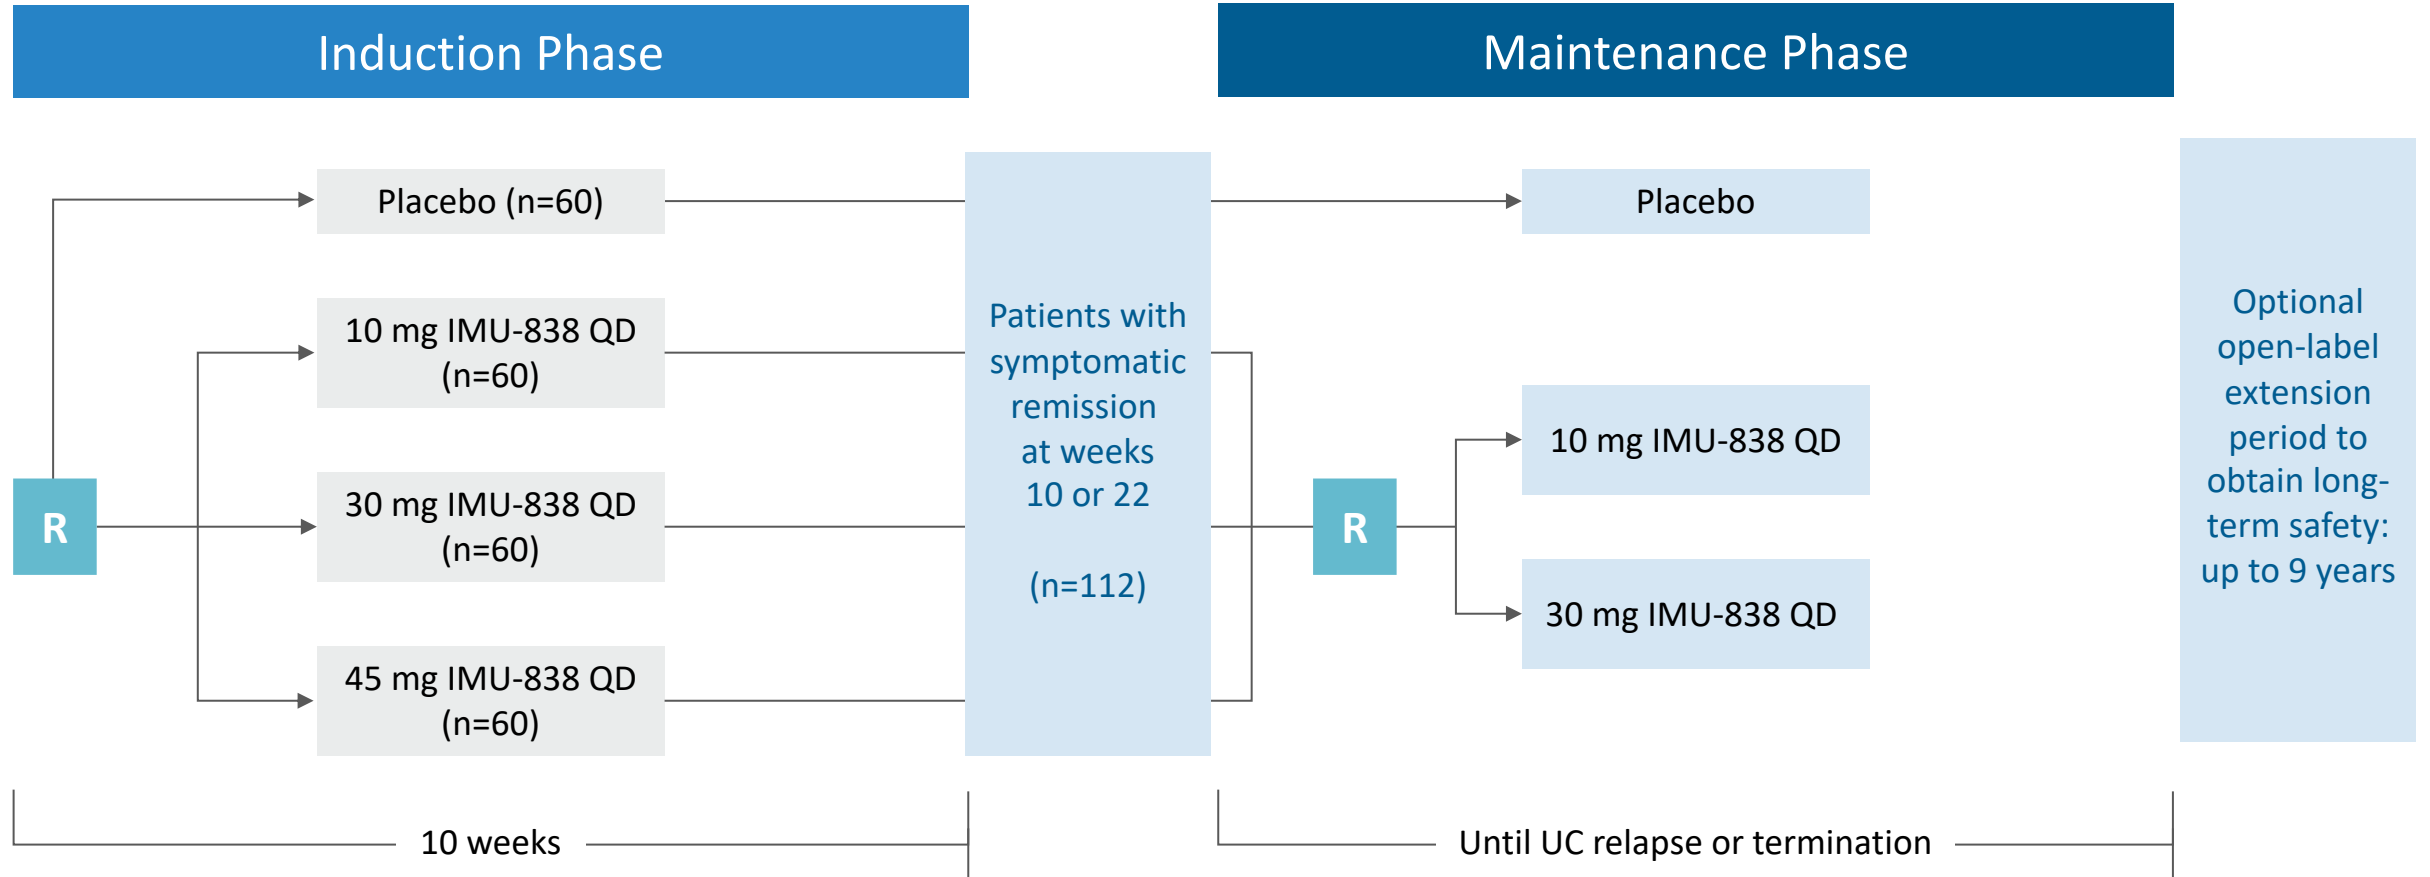 Induction Phase
Maintenance Phase
R
Placebo (n=60)
10 mg IMU-838 QD
(n=60)
30 mg IMU-838 QD
(n=60)
45 mg IMU-838 QD
(n=60)
Patients with
symptomatic
remission
at weeks
10 or 22
(n=112)
R
Placebo
10 mg IMU-838 QD
30 mg IMU-838 QD
Optional
open-label
extension
period to
obtain long-
term safety:
up to 9 years
10 weeks
Until UC relapse or termination